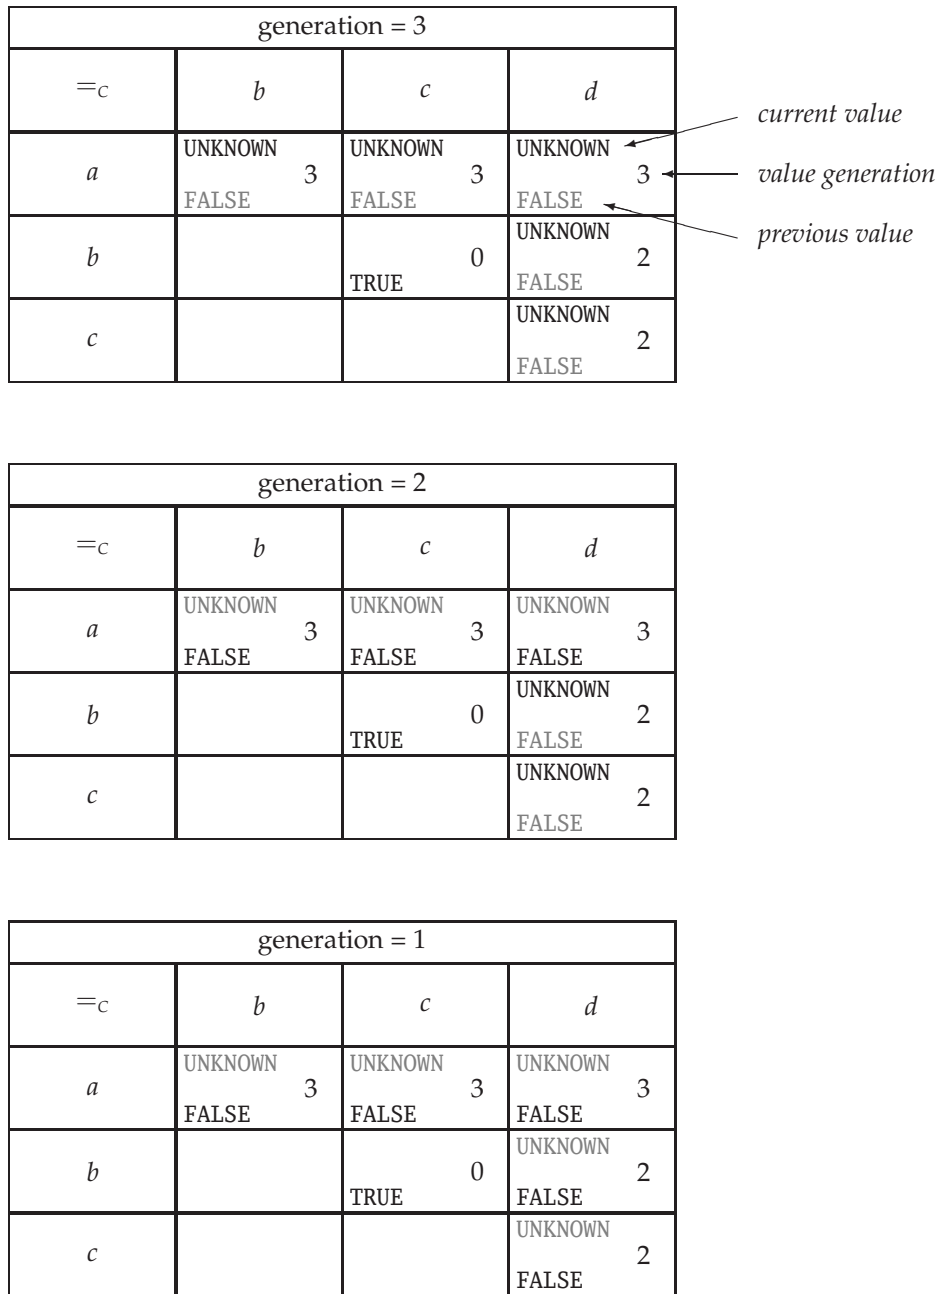 generation = 3
=C b c d
UNKNOWN UNKNOWN UNKNOWN current value
a 3 3 3 value generation
FALSE FALSE FALSE previous value
UNKNOWN
b 0 2
TRUE FALSE
UNKNOWN
c 2
FALSE
generation = 2
=C b c d
UNKNOWN UNKNOWN UNKNOWN
a 3 3 3
FALSE FALSE FALSE
UNKNOWN
b 0 2
TRUE FALSE
UNKNOWN
c 2
FALSE
generation = 1
=C b c d
UNKNOWN UNKNOWN UNKNOWN
a 3 3 3
FALSE FALSE FALSE
UNKNOWN
b 0 2
TRUE FALSE
UNKNOWN
c 2
FALSE